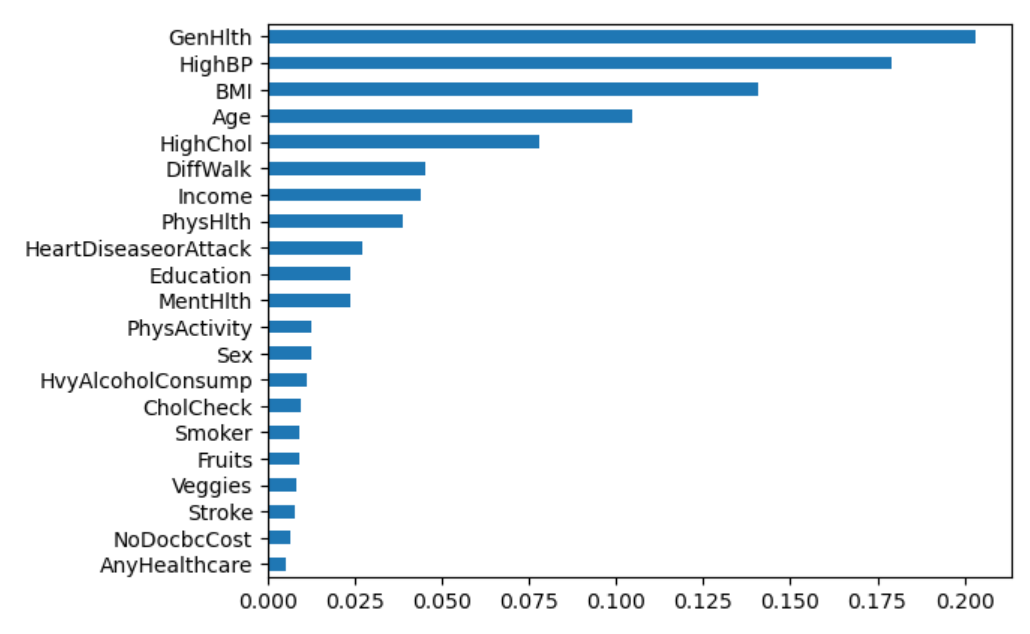 GenHlth
HighBP
BMI
Age
HighChol
DiffWalk
Income
PhysHlth
HeartDiseaseorAttack
Education
MentHlth
PhysActivity
Sex
HvyAlcoholConsump
CholCheck
Smoker
Fruits
Veggies
Stroke
NoDocbcCost
AnyHealthcare
0.000 0.025 0.050 0.075 0.100 0.125 0.150 0.175 0.200